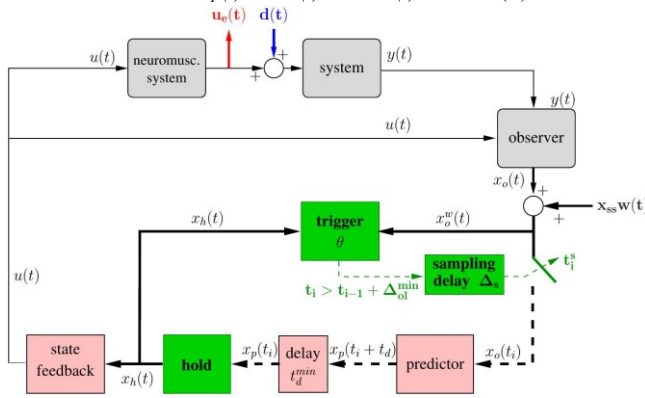 u_e(t) d(t)
u(t) neuromusc. system + + system y(t)
y(t)
u(t) observer
x_o(t)
+
+ x_ss w(t)
x_h(t) trigger θ x_o^w(t)
sampling delay Δ_s t_i^s
t_i > t_{i−1} + Δ_ol^min
u(t)
state feedback x_h(t) hold x_p(t_i) delay t_d^min x_p(t_i + t_d) predictor x_o(t_i)